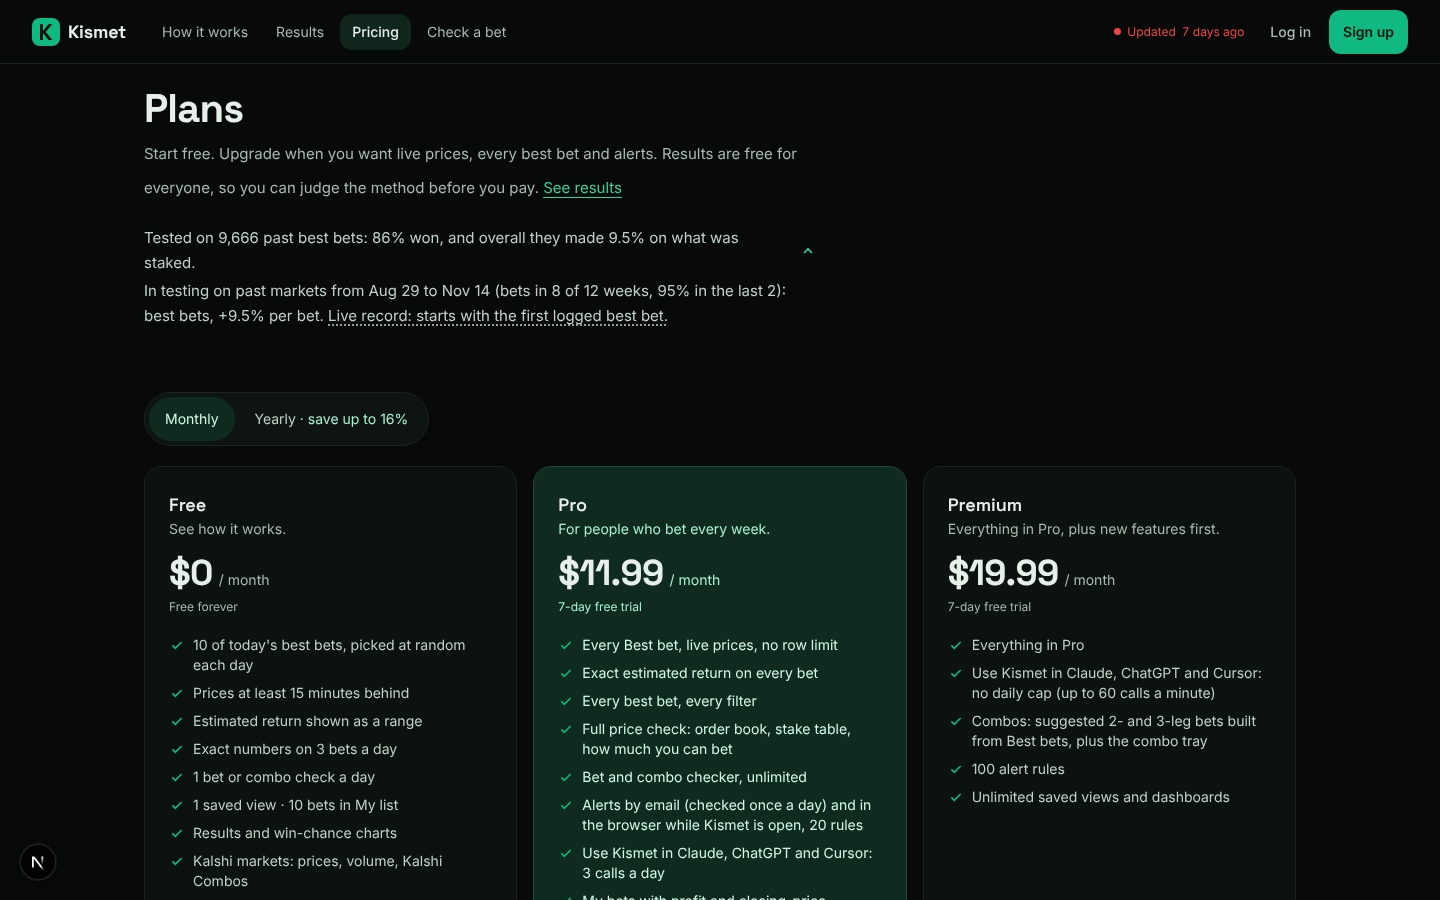 Kismet
How it works
Results
Pricing
Check a bet
Updated 7 days ago
Log in
Sign up
Plans
Start free. Upgrade when you want live prices, every best bet and alerts. Results are free for
everyone, so you can judge the method before you pay. See results
Tested on 9,666 past best bets: 86% won, and overall they made 9.5% on what was
staked.
In testing on past markets from Aug 29 to Nov 14 (bets in 8 of 12 weeks, 95% in the last 2):
best bets, +9.5% per bet. Live record: starts with the first logged best bet.
Monthly
Yearly · save up to 16%
Free
See how it works.
$0 / month
Free forever
10 of today's best bets, picked at random
each day
Prices at least 15 minutes behind
Estimated return shown as a range
Exact numbers on 3 bets a day
1 bet or combo check a day
1 saved view · 10 bets in My list
Results and win-chance charts
Kalshi markets: prices, volume, Kalshi
Combos
Pro
For people who bet every week.
$11.99 / month
7-day free trial
Every Best bet, live prices, no row limit
Exact estimated return on every bet
Every best bet, every filter
Full price check: order book, stake table,
how much you can bet
Bet and combo checker, unlimited
Alerts by email (checked once a day) and in
the browser while Kismet is open, 20 rules
Use Kismet in Claude, ChatGPT and Cursor:
3 calls a day
My bets with profit and closing-price
Premium
Everything in Pro, plus new features first.
$19.99 / month
7-day free trial
Everything in Pro
Use Kismet in Claude, ChatGPT and Cursor:
no daily cap (up to 60 calls a minute)
Combos: suggested 2- and 3-leg bets built
from Best bets, plus the combo tray
100 alert rules
Unlimited saved views and dashboards